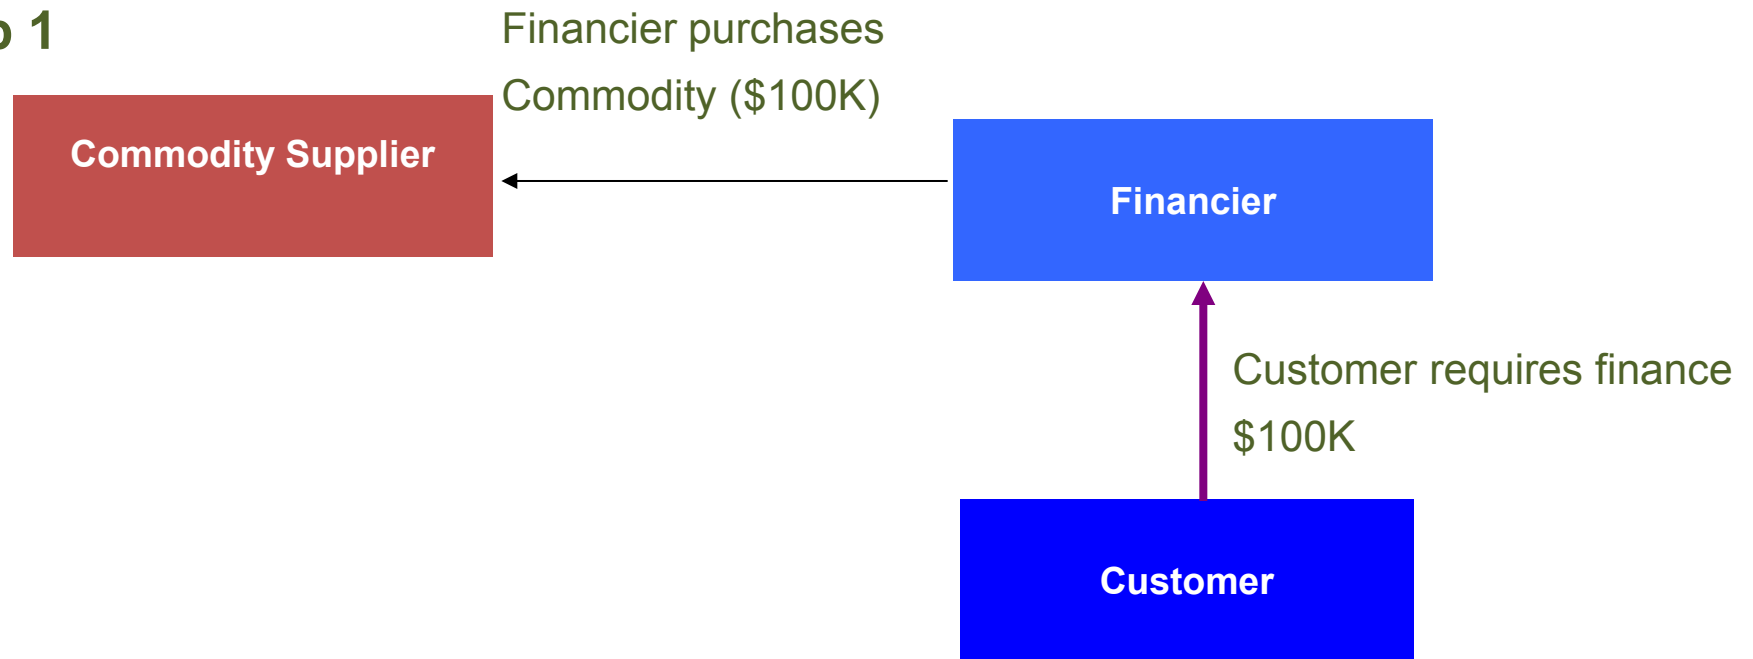 p 1
Financier purchases
Commodity ($100K)
Commodity Supplier
Financier
Customer requires finance
$100K
Customer